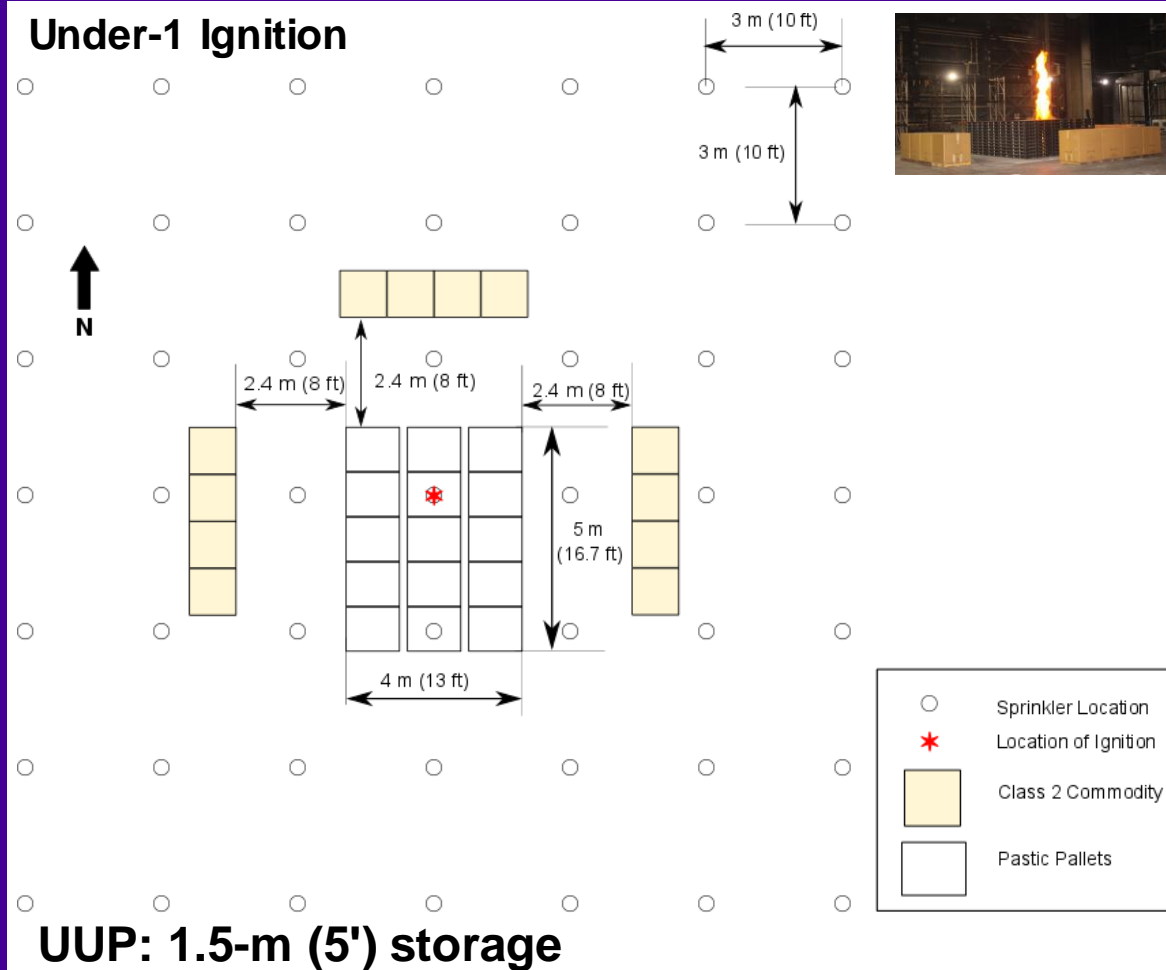 Under-1 Ignition
3 m (10 ft)
3 m (10 ft)
N
2.4 m (8 ft)
2.4 m (8 ft)
2.4 m (8 ft)
5 m
(16.7 ft)
4 m (13 ft)
Sprinkler Location
Location of Ignition
Class 2 Commodity
Pastic Pallets
UUP: 1.5-m (5') storage